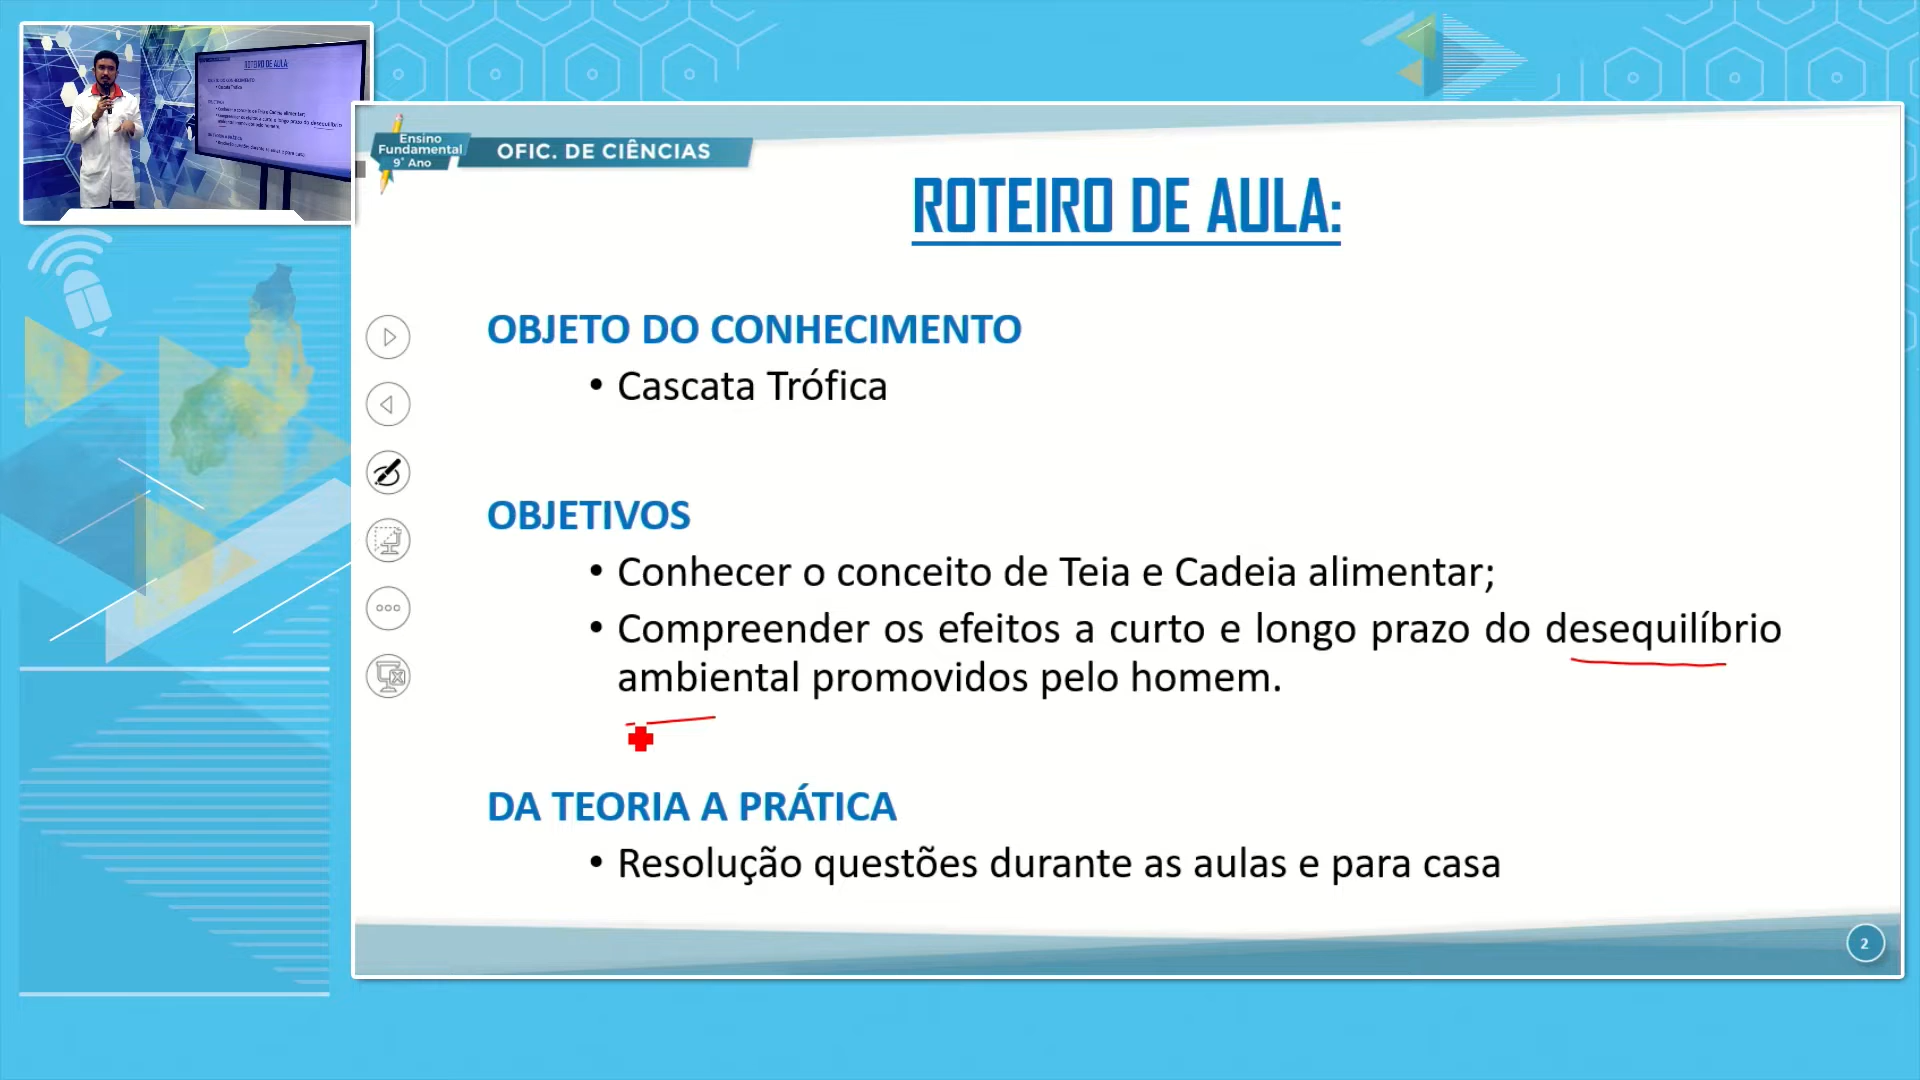 Ensino
Fundamental
9° Ano
OFIC. DE CIÊNCIAS
ROTEIRO DE AULA:
OBJETO DO CONHECIMENTO
• Cascata Trófica
OBJETIVOS
• Conhecer o conceito de Teia e Cadeia alimentar;
• Compreender os efeitos a curto e longo prazo do desequilíbrio
ambiental promovidos pelo homem.
DA TEORIA A PRÁTICA
• Resolução questões durante as aulas e para casa
2